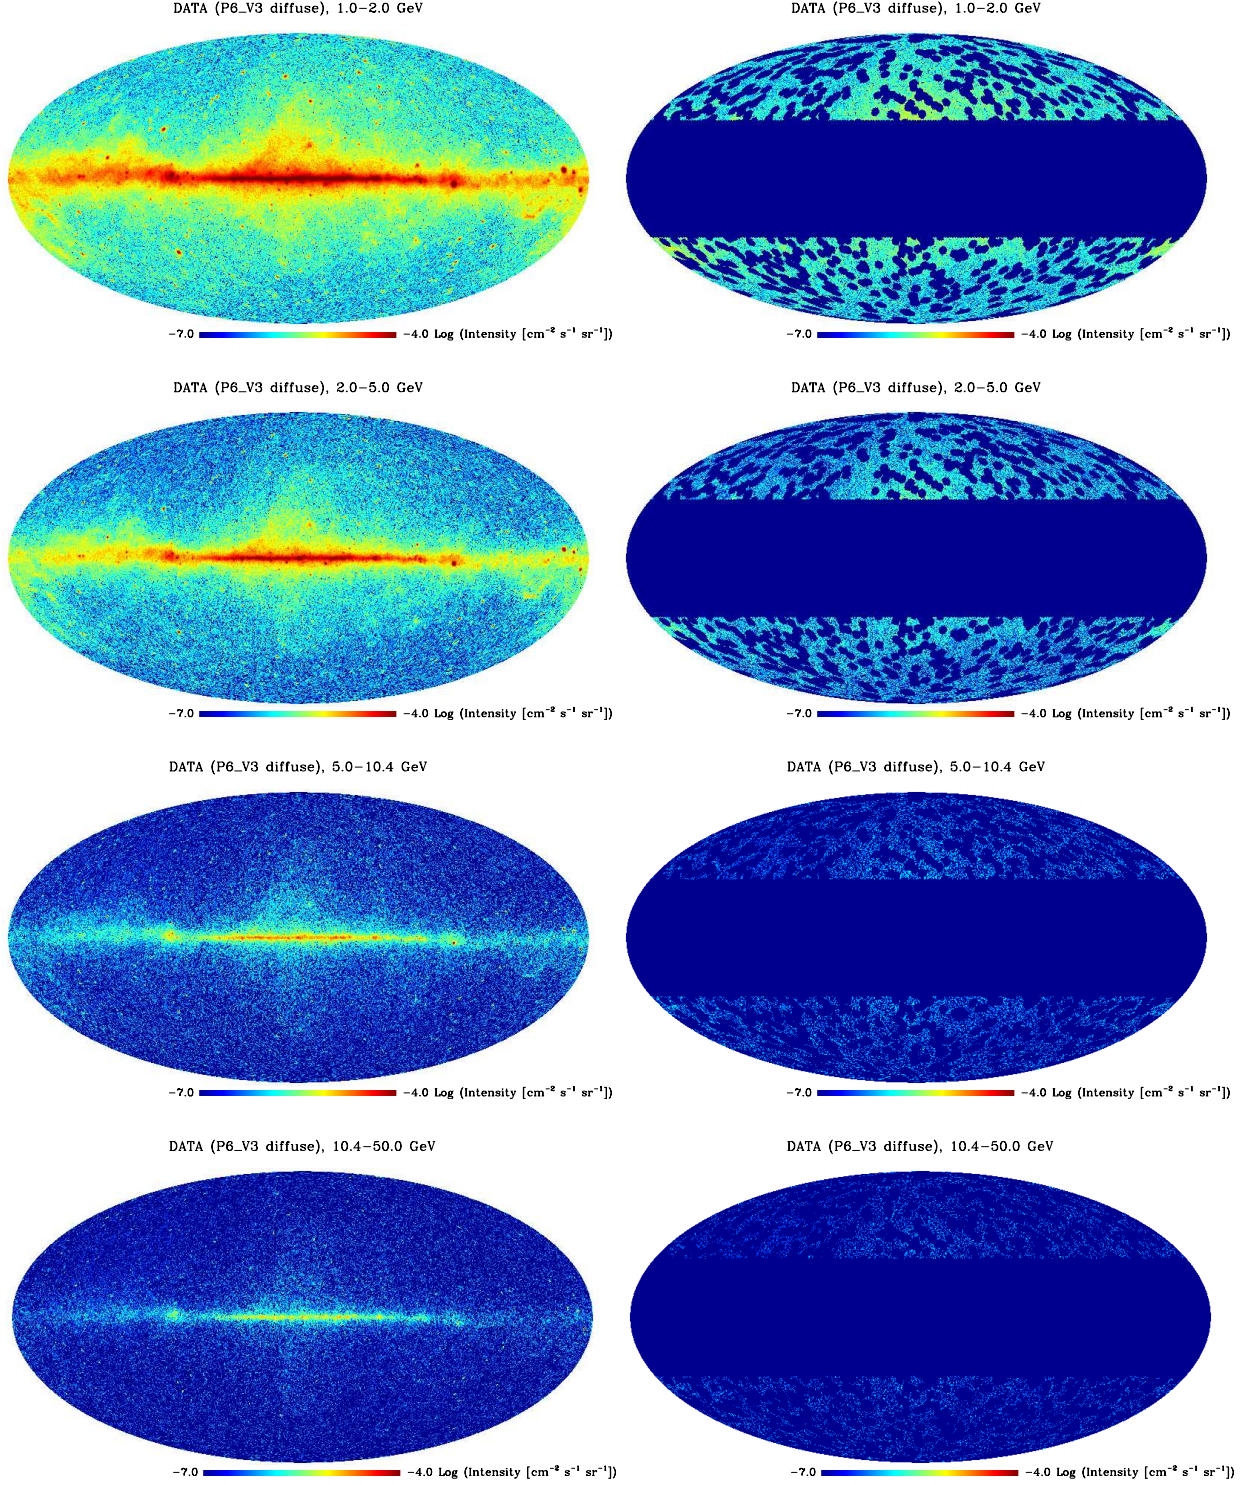 DATA (P6_V3 diffuse), 1.0−2.0 GeV
DATA (P6_V3 diffuse), 1.0−2.0 GeV
−7.0 −4.0 Log (Intensity [cm⁻² s⁻¹ sr⁻¹])
−7.0 −4.0 Log (Intensity [cm⁻² s⁻¹ sr⁻¹])
DATA (P6_V3 diffuse), 2.0−5.0 GeV
DATA (P6_V3 diffuse), 2.0−5.0 GeV
−7.0 −4.0 Log (Intensity [cm⁻² s⁻¹ sr⁻¹])
−7.0 −4.0 Log (Intensity [cm⁻² s⁻¹ sr⁻¹])
DATA (P6_V3 diffuse), 5.0−10.4 GeV
DATA (P6_V3 diffuse), 5.0−10.4 GeV
−7.0 −4.0 Log (Intensity [cm⁻² s⁻¹ sr⁻¹])
−7.0 −4.0 Log (Intensity [cm⁻² s⁻¹ sr⁻¹])
DATA (P6_V3 diffuse), 10.4−50.0 GeV
DATA (P6_V3 diffuse), 10.4−50.0 GeV
−7.0 −4.0 Log (Intensity [cm⁻² s⁻¹ sr⁻¹])
−7.0 −4.0 Log (Intensity [cm⁻² s⁻¹ sr⁻¹])